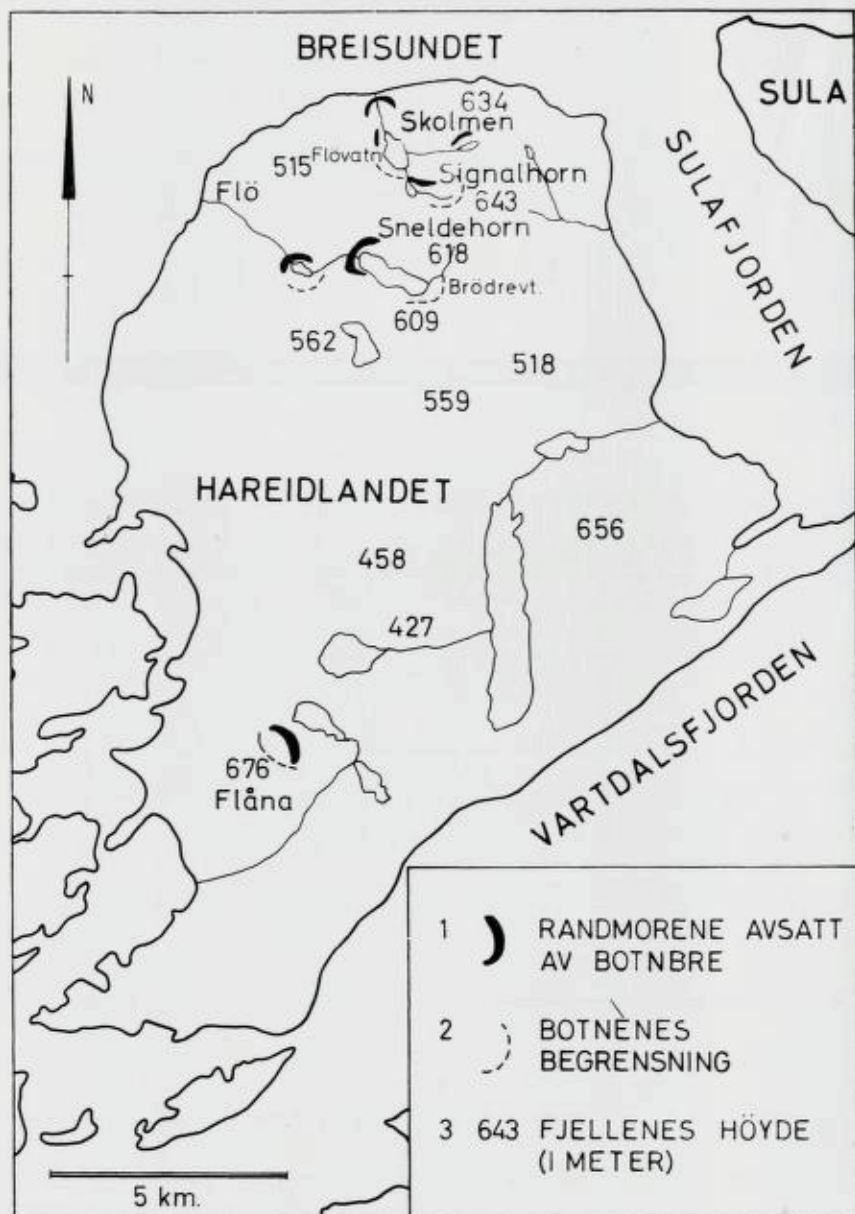 BREISUNDET
N
SULA
634
Skolmen
515
Flövatn
Signalhorn
643
Flö
SULAFJORDEN
Sneldehorn
618
Brödrevt.
609
562
518
559
HAREIDLANDET
656
458
427
676
Flåna
VARTDALSFJORDEN
1 RANDMORENE AVSATT
AV BOTNBRE
2 BOTNENES
BEGRENSNING
3 643 FJELLENES HÖYDE
(I METER)
5 km.